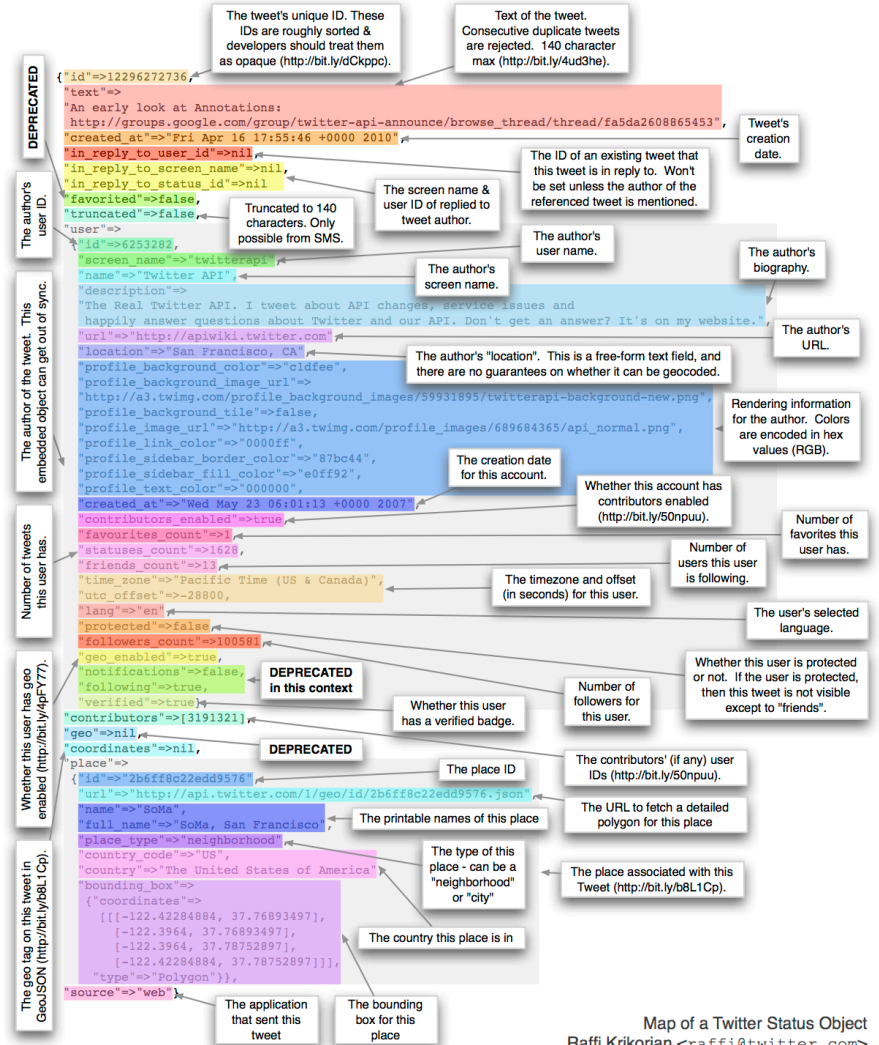 The tweet's unique ID. These
IDs are roughly sorted &
developers should treat them
as opaque (http://bit.ly/dCkppc).
Text of the tweet.
Consecutive duplicate tweets
are rejected. 140 character
max (http://bit.ly/4ud3he).
DEPRECATED
{"id"=>12296272736,
"text"=>
"An early look at Annotations:
http://groups.google.com/group/twitter-api-announce/browse_thread/thread/fa5da2608865453",
"created_at"=>"Fri Apr 16 17:55:46 +0000 2010",
Tweet's
creation
date.
"in_reply_to_user_id"=>nil,
"in_reply_to_screen_name"=>nil,
"in_reply_to_status_id"=>nil
The ID of an existing tweet that
this tweet is in reply to. Won't
be set unless the author of the
referenced tweet is mentioned.
The screen name &
user ID of replied to
tweet author.
"favorited"=>false,
"truncated"=>false,
Truncated to 140
characters. Only
possible from SMS.
The author's
user ID.
"user"=>
{"id"=>6253282,
"screen_name"=>"twitterapi",
The author's
user name.
"name"=>"Twitter API",
The author's
screen name.
The author's
biography.
"description"=>
"The Real Twitter API. I tweet about API changes, service issues and
happily answer questions about Twitter and our API. Don't get an answer? It's on my website.",
"url"=>"http://apiwiki.twitter.com",
The author's
URL.
"location"=>"San Francisco, CA",
The author's "location". This is a free-form text field, and
there are no guarantees on whether it can be geocoded.
The author of the tweet. This
embedded object can get out of sync.
"profile_background_color"=>"c1dfee",
"profile_background_image_url"=>
"http://a3.twimg.com/profile_background_images/59931895/twitterapi-background-new.png",
"profile_background_tile"=>false,
"profile_image_url"=>"http://a3.twimg.com/profile_images/689684365/api_normal.png",
"profile_link_color"=>"0000ff",
"profile_sidebar_border_color"=>"87bc44",
"profile_sidebar_fill_color"=>"e0ff92",
"profile_text_color"=>"000000",
Rendering information
for the author. Colors
are encoded in hex
values (RGB).
The creation date
for this account.
"created_at"=>"Wed May 23 06:01:13 +0000 2007",
"contributors_enabled"=>true,
Whether this account has
contributors enabled
(http://bit.ly/50npuu).
"favourites_count"=>1,
Number of
favorites this
user has.
"statuses_count"=>1628,
Number of tweets
this user has.
"friends_count"=>13,
Number of
users this user
is following.
"time_zone"=>"Pacific Time (US & Canada)",
"utc_offset"=>-28800,
The timezone and offset
(in seconds) for this user.
"lang"=>"en",
The user's selected
language.
"protected"=>false,
Whether this user is protected
or not. If the user is protected,
then this tweet is not visible
except to "friends".
"followers_count"=>100581,
Number of
followers for
this user.
"geo_enabled"=>true,
Whether this user has geo
enabled (http://bit.ly/4pFY77).
"notifications"=>false,
"following"=>true,
DEPRECATED
in this context
"verified"=>true}
Whether this user
has a verified badge.
"contributors"=>[3191321],
The contributors' (if any) user
IDs (http://bit.ly/50npuu).
"geo"=>nil,
DEPRECATED
"coordinates"=>nil,
The geo tag on this tweet in
GeoJSON (http://bit.ly/b8L1Cp).
"place"=>
{"id"=>"2b6ff8c22edd9576",
The place ID
"url"=>"http://api.twitter.com/1/geo/id/2b6ff8c22edd9576.json",
The URL to fetch a detailed
polygon for this place
"name"=>"SoMa",
"full_name"=>"SoMa, San Francisco",
The printable names of this place
"place_type"=>"neighborhood",
The type of this
place - can be a
"neighborhood"
or "city"
The place associated with this
Tweet (http://bit.ly/b8L1Cp).
"country_code"=>"US",
"country"=>"The United States of America",
The country this place is in
"bounding_box"=>
{"coordinates"=>
[[[-122.42284884, 37.76893497],
[-122.3964, 37.76893497],
[-122.3964, 37.78752897],
[-122.42284884, 37.78752897]]],
"type"=>"Polygon"}},
The bounding
box for this
place
"source"=>"web"}
The application
that sent this
tweet
Map of a Twitter Status Object
Raffi Krikorian <raffi@twitter.com>